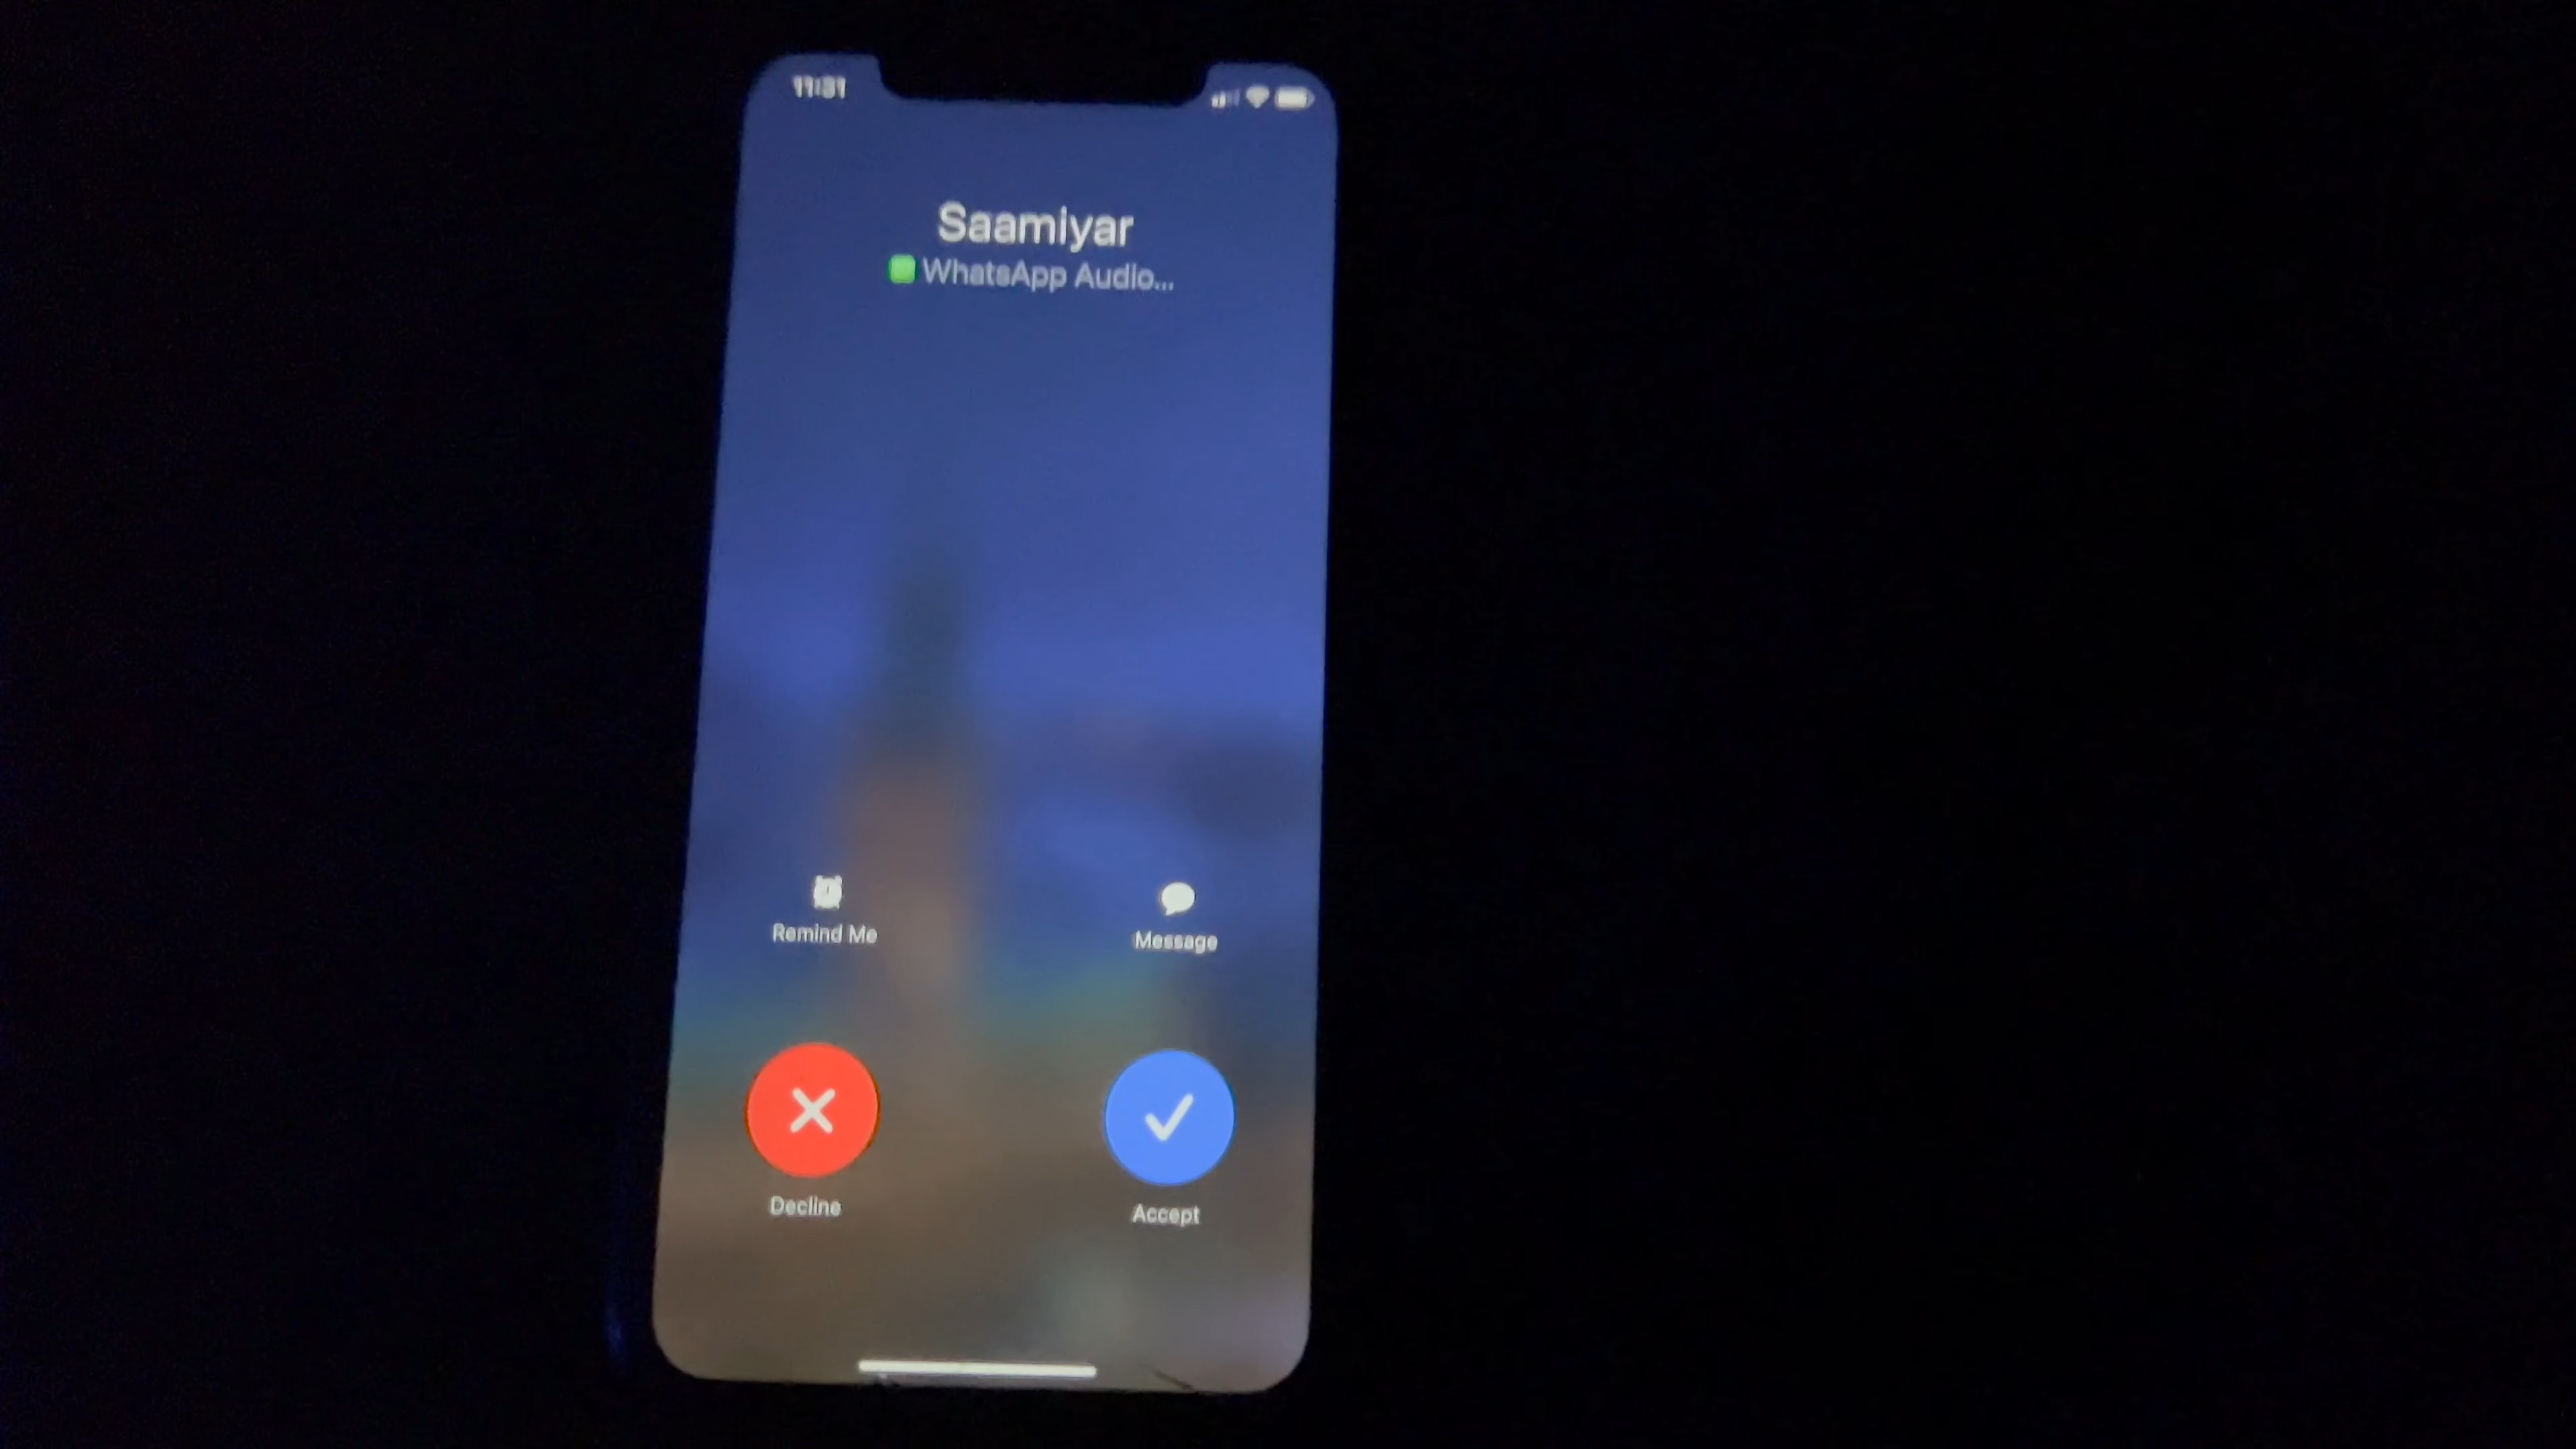 11:31
Saamiyar
WhatsApp Audio...
Remind Me
Message
Decline
Accept